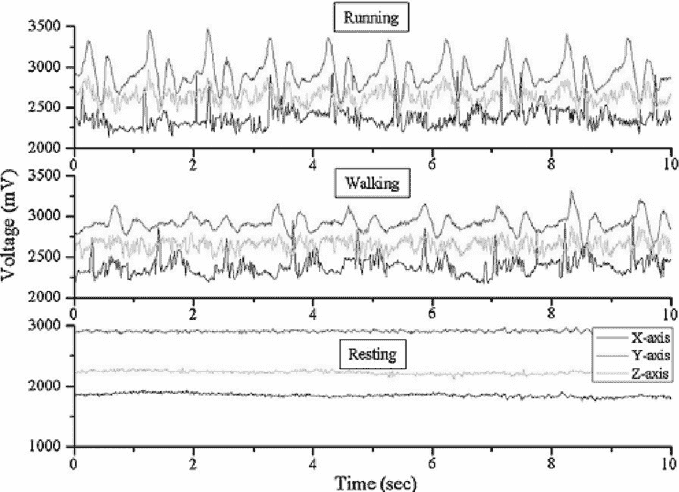 Running
3500
3000
2500
2000
0 2 4 6 8 10
Walking
3500
3000
2500
2000
0 2 4 6 8 10
Voltage (mV)
Resting
3000
2000
1000
X-axis
Y-axis
Z-axis
0 2 4 6 8 10
Time (sec)